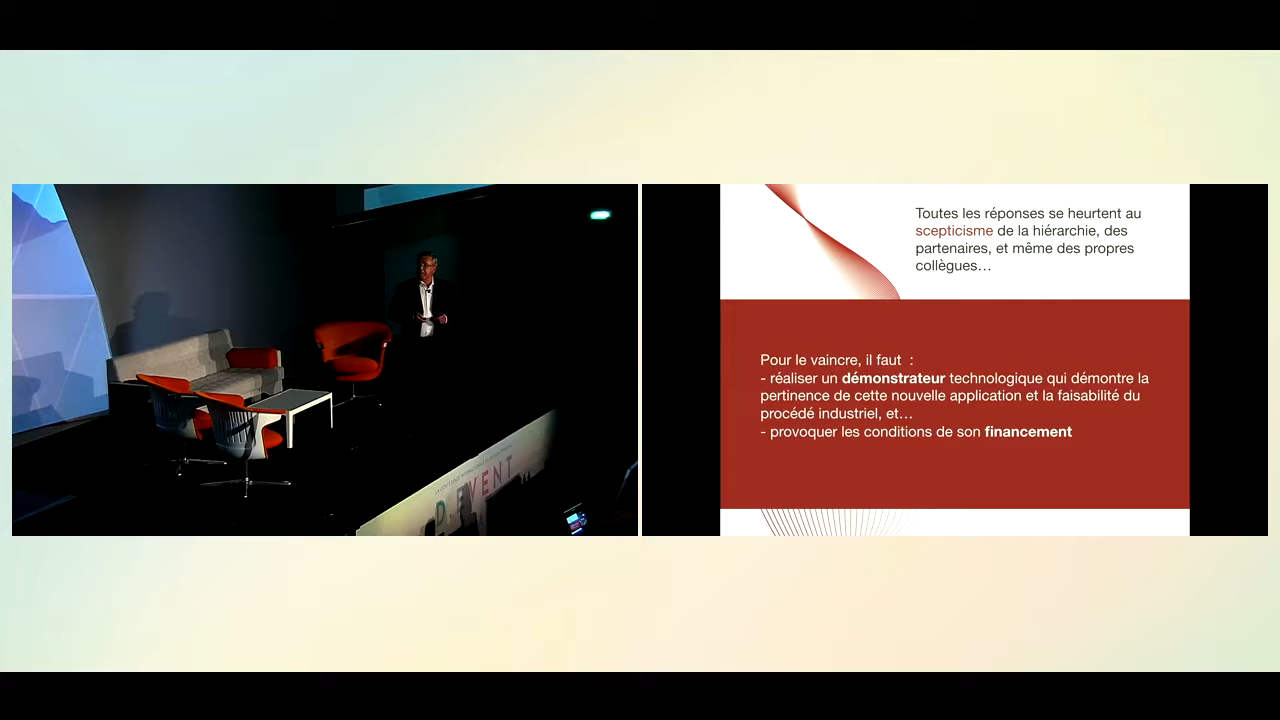 Toutes les réponses se heurtent au
scepticisme de la hiérarchie, des
partenaires, et même des propres
collègues…
Pour le vaincre, il faut  :
- réaliser un démonstrateur technologique qui démontre la
pertinence de cette nouvelle application et la faisabilité du
procédé industriel, et…
- provoquer les conditions de son financement